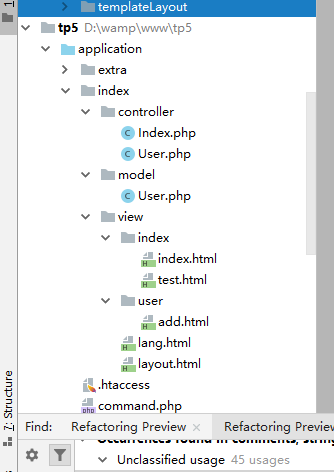 templateLayout
tp5 D:\wamp\www\tp5
application
extra
index
controller
Index.php
User.php
model
User.php
view
index
index.html
test.html
user
add.html
lang.html
layout.html
.htaccess
command.php
1
7: Structure
Find: Refactoring Preview × Refactoring Preview
Occurrences found in comments, strin
Unclassified usage 45 usages